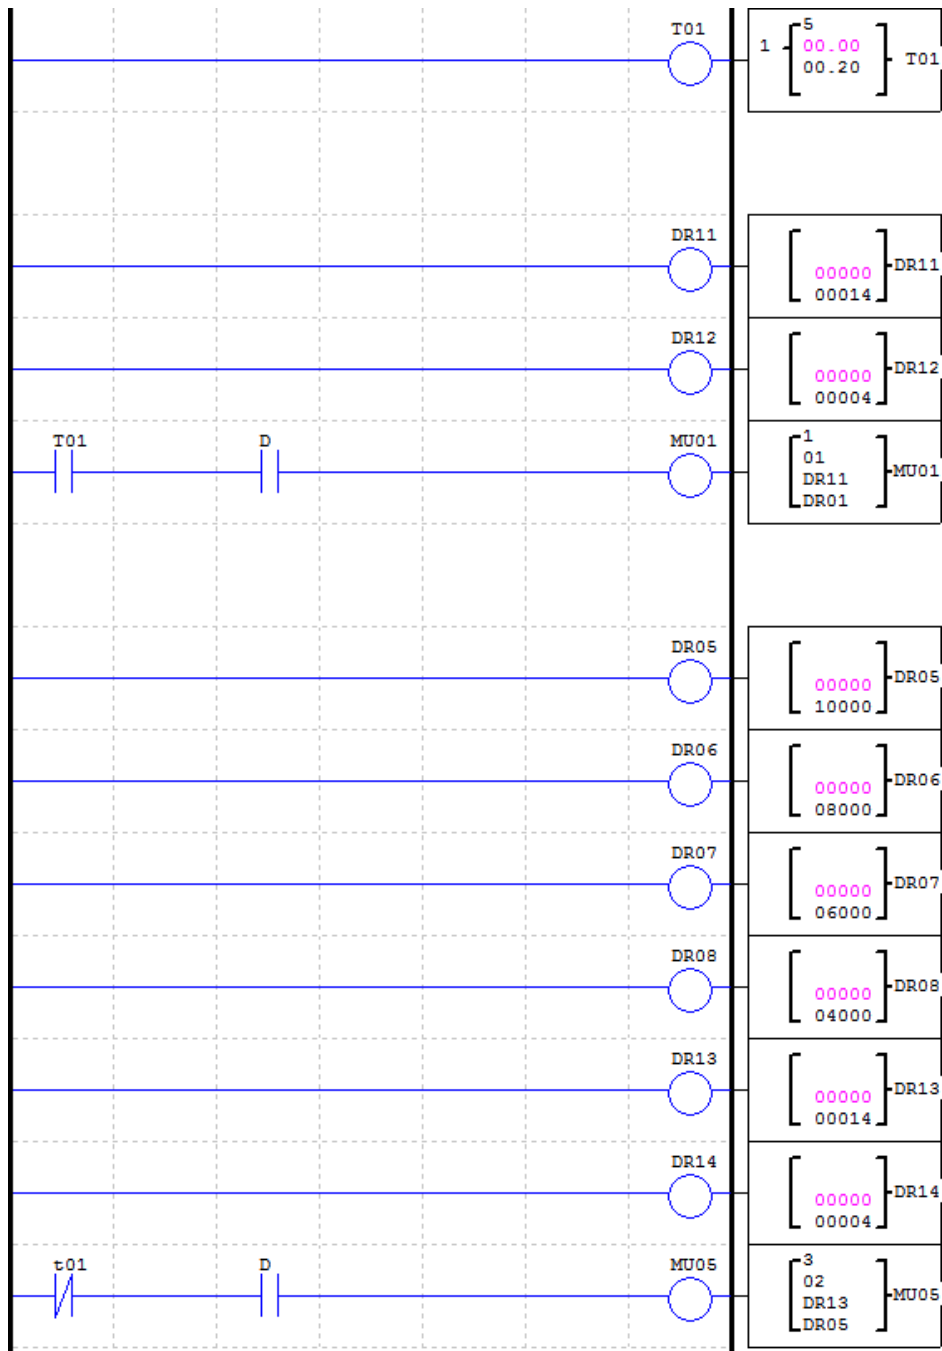 T01
5
1 00.00 T01
00.20
DR11
00000 DR11
00014
DR12
00000 DR12
00004
T01 D MU01
1
01
DR11 MU01
DR01
DR05
00000 DR05
10000
DR06
00000 DR06
08000
DR07
00000 DR07
06000
DR08
00000 DR08
04000
DR13
00000 DR13
00014
DR14
00000 DR14
00004
t01 D MU05
3
02
DR13 MU05
DR05